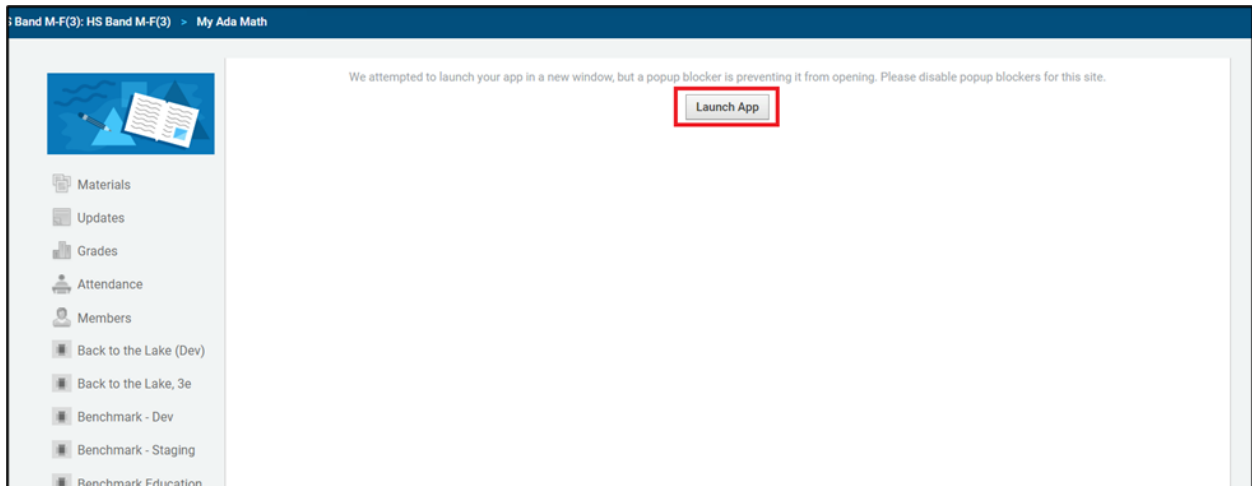 Band M-F(3): HS Band M-F(3) > My Ada Math
We attempted to launch your app in a new window, but a popup blocker is preventing it from opening. Please disable popup blockers for this site.
Launch App
Materials
Updates
Grades
Attendance
Members
Back to the Lake (Dev)
Back to the Lake, 3e
Benchmark - Dev
Benchmark - Staging
Benchmark Education